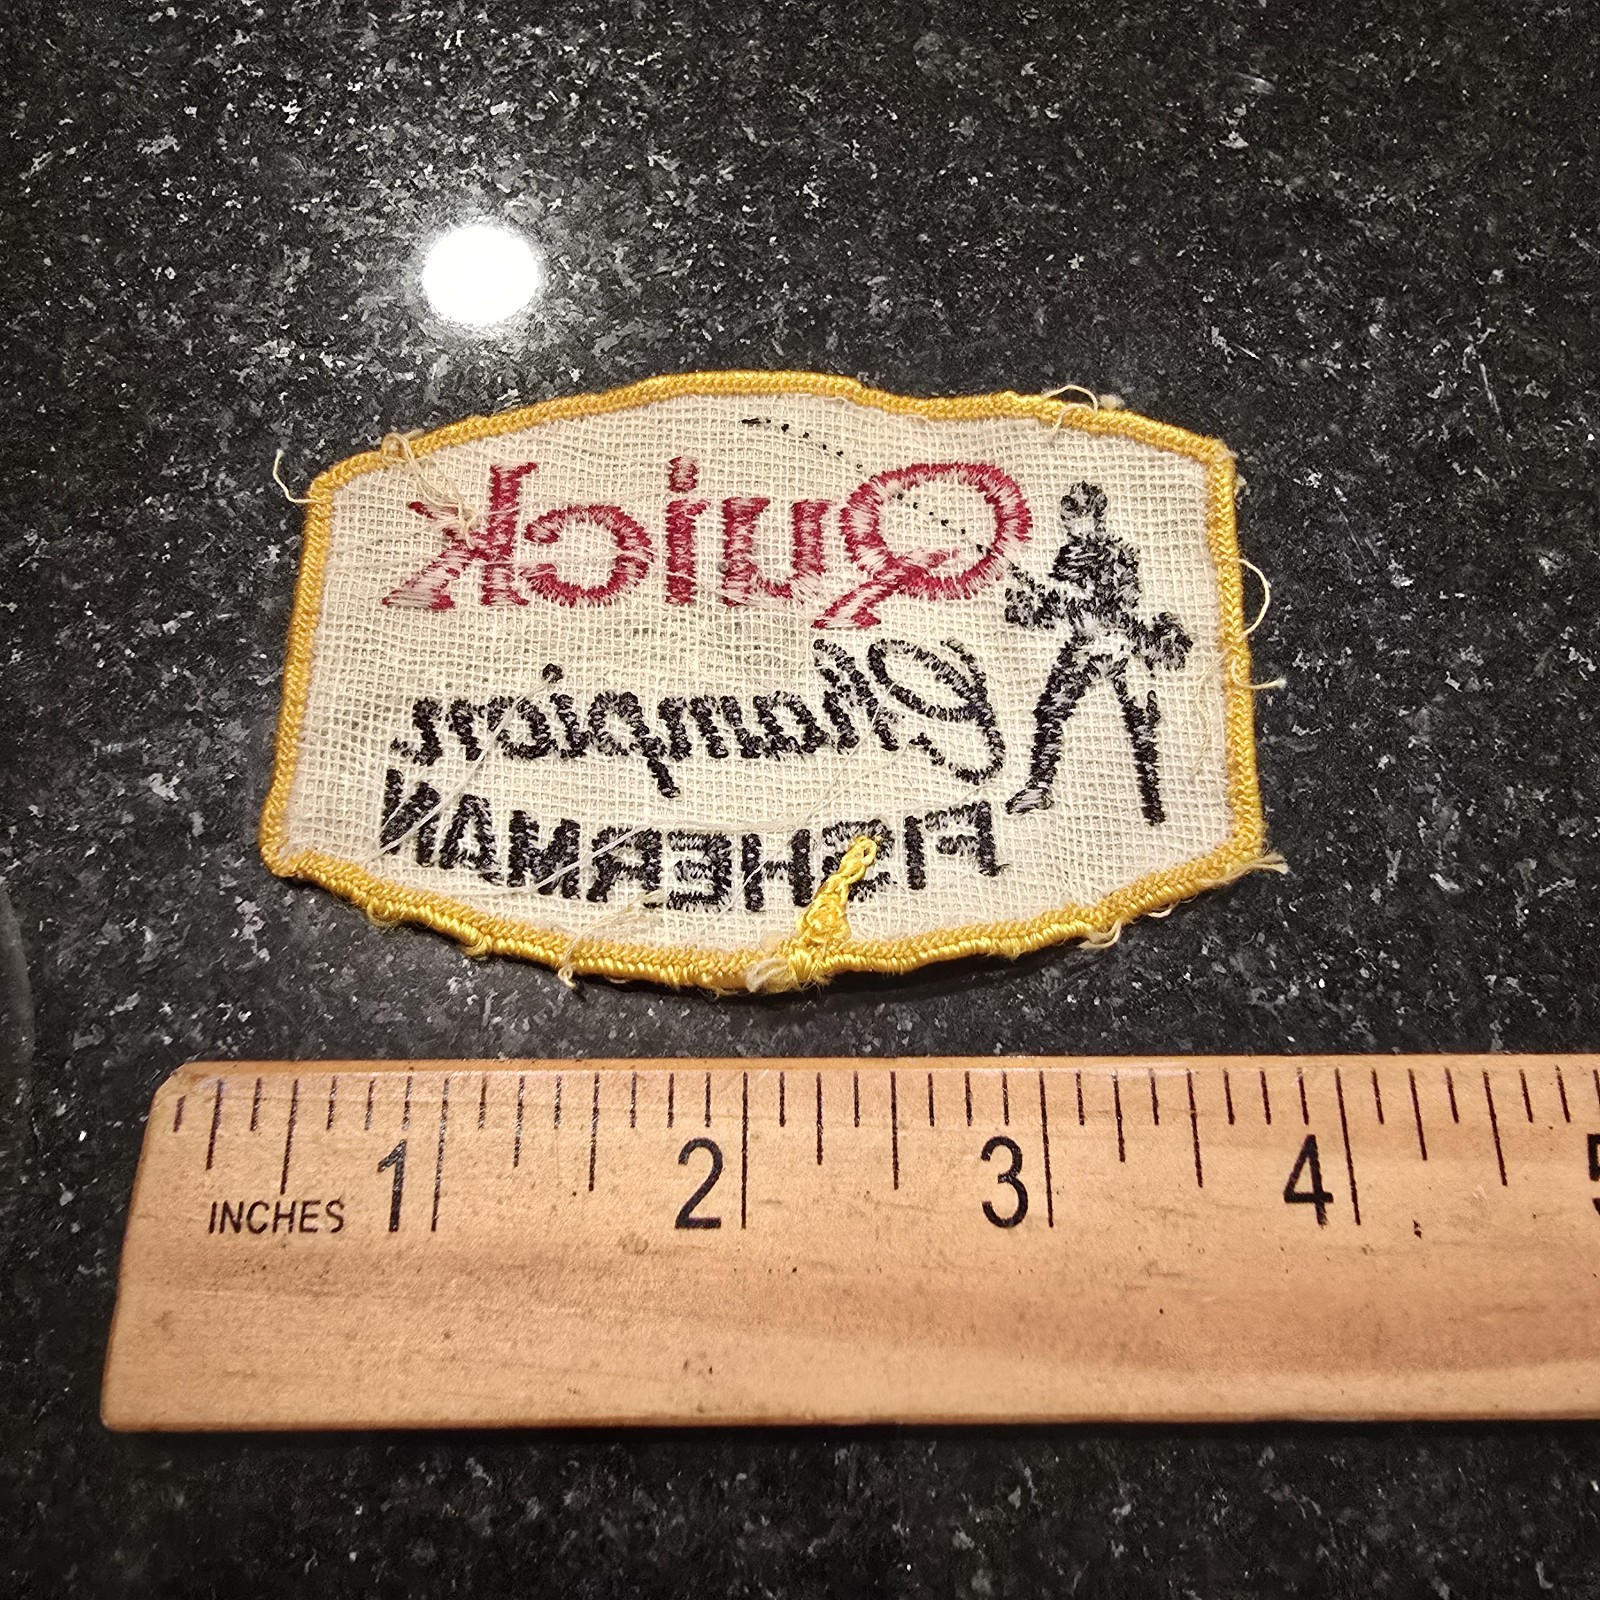 Quick
Champion
FISHERMAN
INCHES 1 2 3 4 5